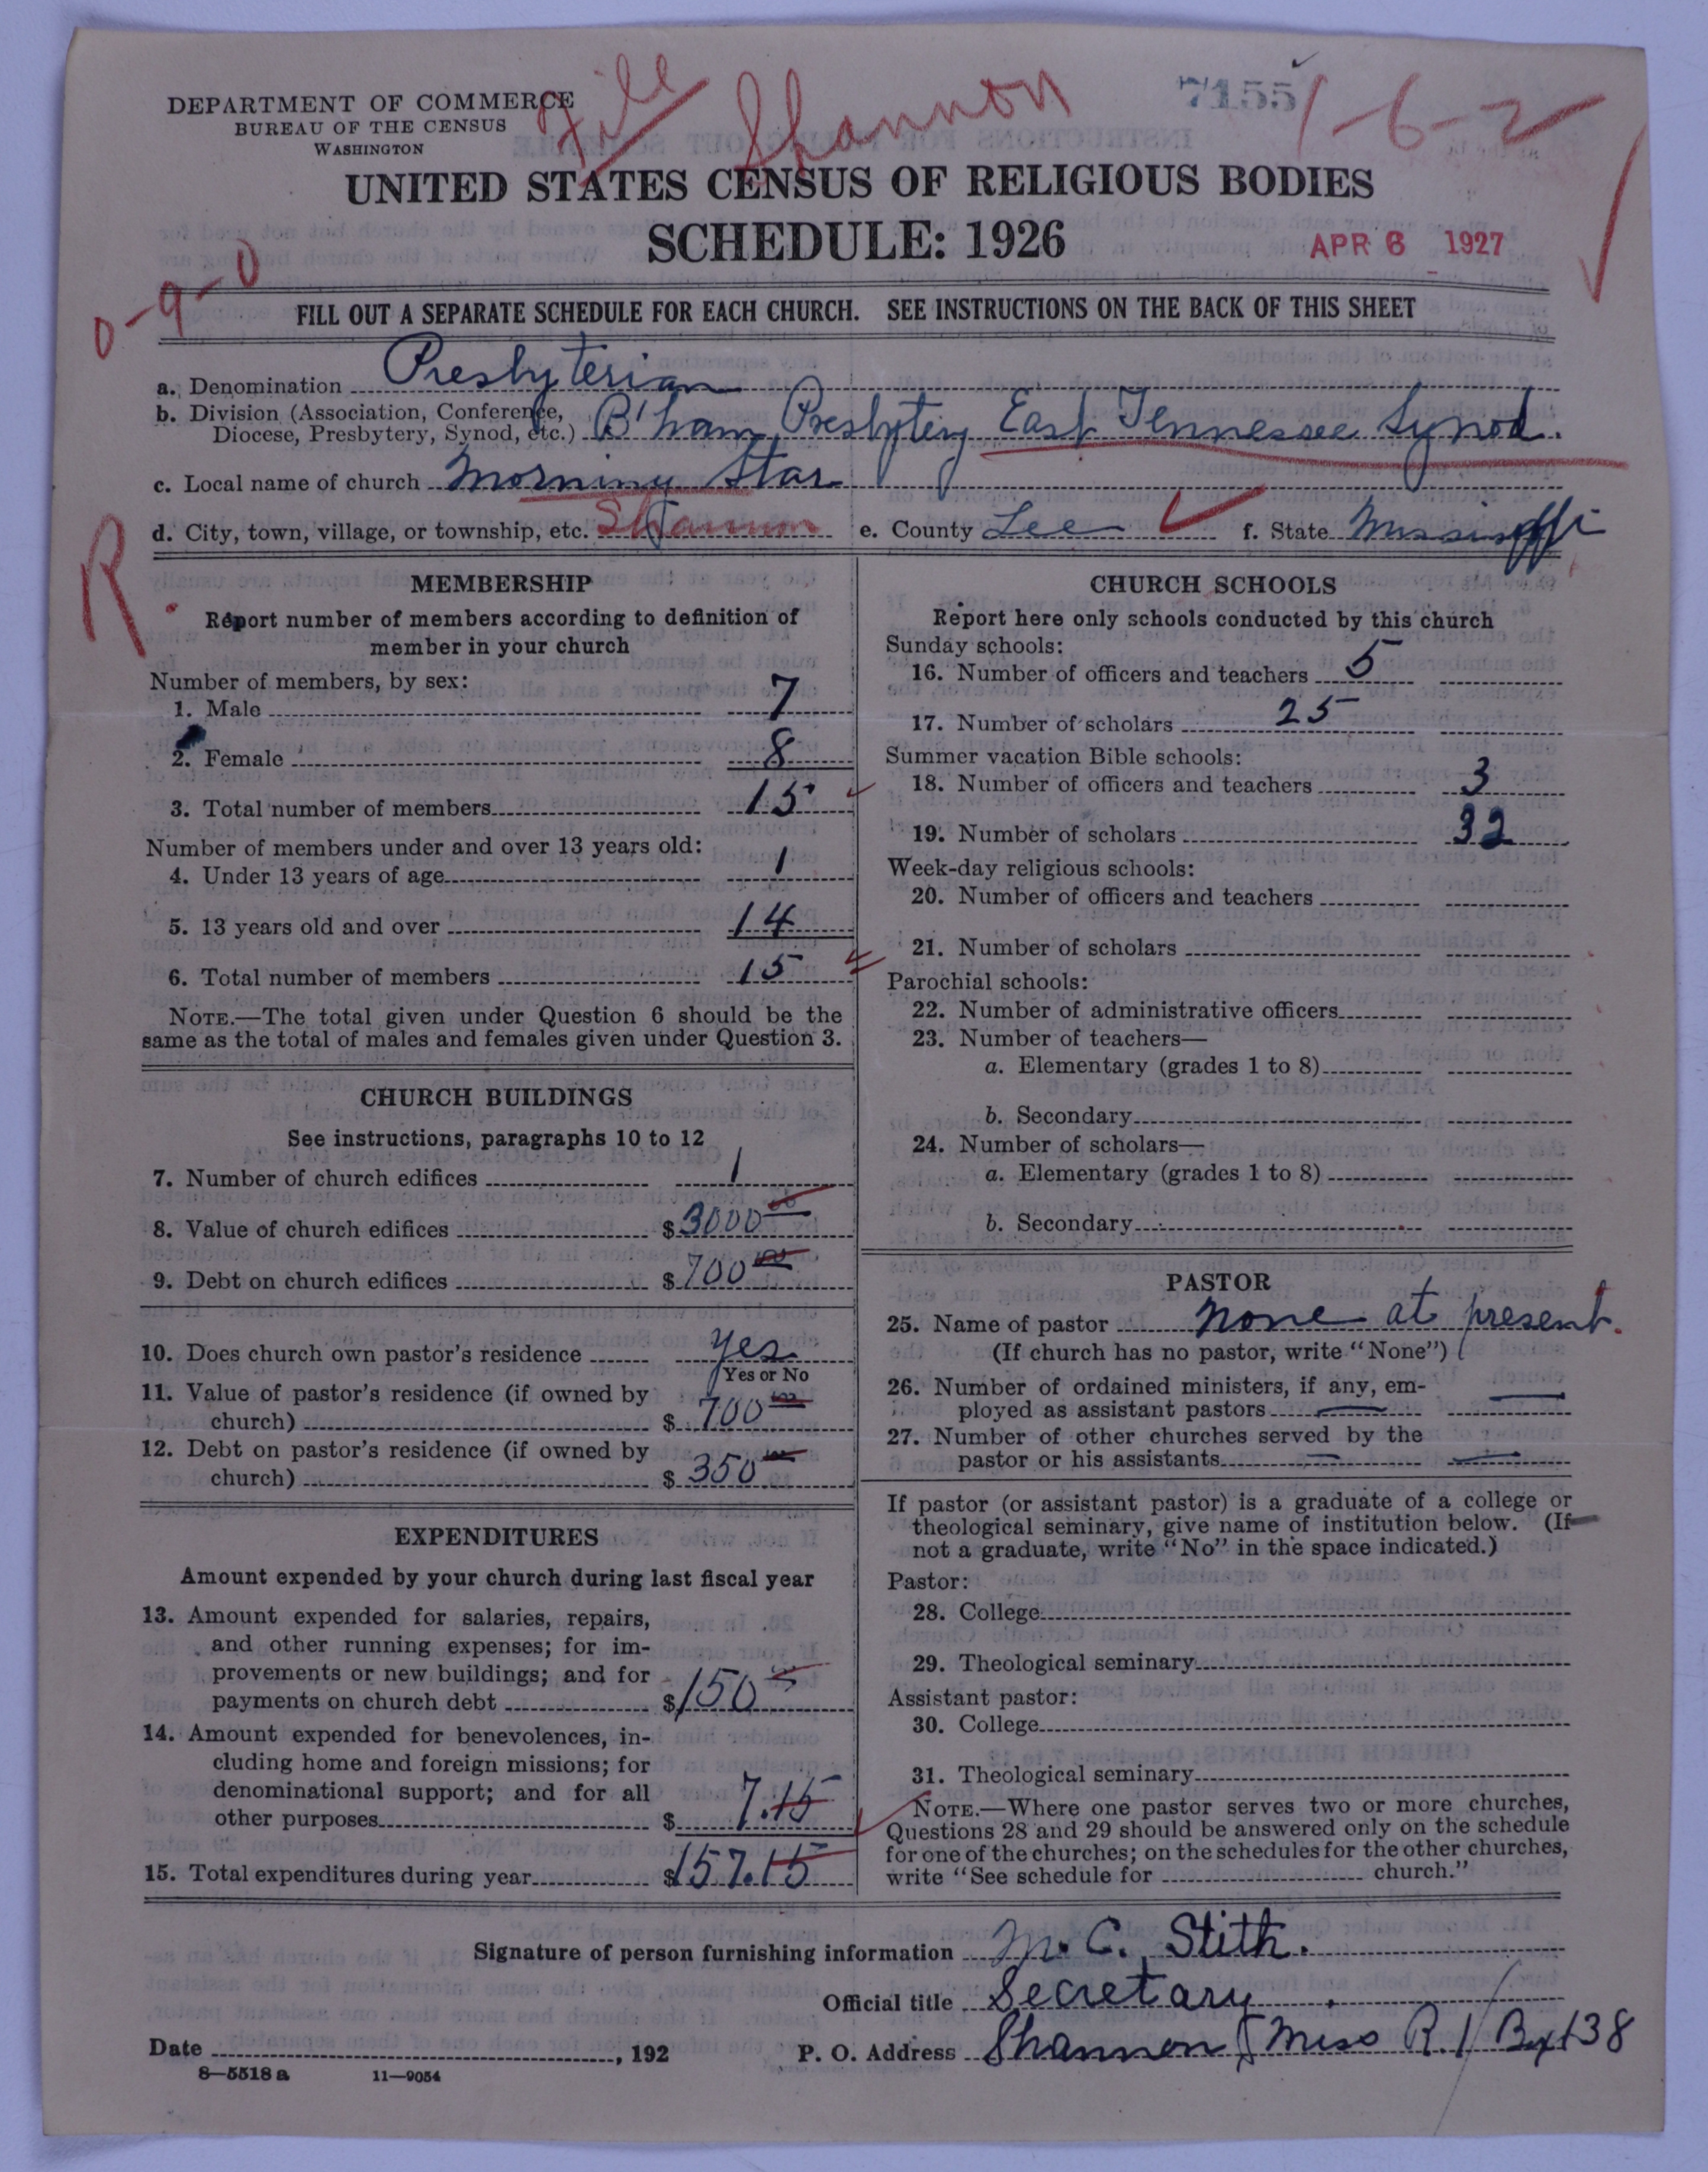 DEPARTMENT OF COMMERCE
BUREAU OF THE CENSUS
WASHINGTON
File Shannon
7155
1-6-2
UNITED STATES CENSUS OF RELIGIOUS BODIES
SCHEDULE: 1926
APR 6 1927
0-9-0
FILL OUT A SEPARATE SCHEDULE FOR EACH CHURCH. SEE INSTRUCTIONS ON THE BACK OF THIS SHEET
a. Denomination Presbyterian
b. Division (Association, Conference, Diocese, Presbytery, Synod, etc.) B'ham Presbytery East Tennessee Synod.
c. Local name of church Morning Star
d. City, town, village, or township, etc. Shannon e. County Lee f. State Mississippi
R.
MEMBERSHIP
Report number of members according to definition of
member in your church
Number of members, by sex:
1. Male 7
2. Female 8
3. Total number of members 15
Number of members under and over 13 years old:
4. Under 13 years of age 1
5. 13 years old and over 14
6. Total number of members 15
NOTE.—The total given under Question 6 should be the
same as the total of males and females given under Question 3.
CHURCH BUILDINGS
See instructions, paragraphs 10 to 12
7. Number of church edifices 1
8. Value of church edifices $3000 00
9. Debt on church edifices $700 00
10. Does church own pastor's residence Yes
Yes or No
11. Value of pastor's residence (if owned by
church) $700 00
12. Debt on pastor's residence (if owned by
church) $350
EXPENDITURES
Amount expended by your church during last fiscal year
13. Amount expended for salaries, repairs,
and other running expenses; for im-
provements or new buildings; and for
payments on church debt $150
14. Amount expended for benevolences, in-
cluding home and foreign missions; for
denominational support; and for all
other purposes $ 7.15
15. Total expenditures during year $157.15
CHURCH SCHOOLS
Report here only schools conducted by this church
Sunday schools:
16. Number of officers and teachers 5
17. Number of scholars 25
Summer vacation Bible schools:
18. Number of officers and teachers 3
19. Number of scholars 32
Week-day religious schools:
20. Number of officers and teachers
21. Number of scholars
Parochial schools:
22. Number of administrative officers
23. Number of teachers—
a. Elementary (grades 1 to 8)
b. Secondary
24. Number of scholars—
a. Elementary (grades 1 to 8)
b. Secondary
PASTOR
25. Name of pastor none at present.
(If church has no pastor, write "None")
26. Number of ordained ministers, if any, em-
ployed as assistant pastors —
27. Number of other churches served by the
pastor or his assistants —
If pastor (or assistant pastor) is a graduate of a college or
theological seminary, give name of institution below. (If
not a graduate, write "No" in the space indicated.)
Pastor:
28. College
29. Theological seminary
Assistant pastor:
30. College
31. Theological seminary
NOTE.—Where one pastor serves two or more churches,
Questions 28 and 29 should be answered only on the schedule
for one of the churches; on the schedules for the other churches,
write "See schedule for church."
Signature of person furnishing information M. C. Stith.
Official title Secretary
Date , 192 P. O. Address Shannon Miss R. 1 Box 138
8—5518 a 11—9054